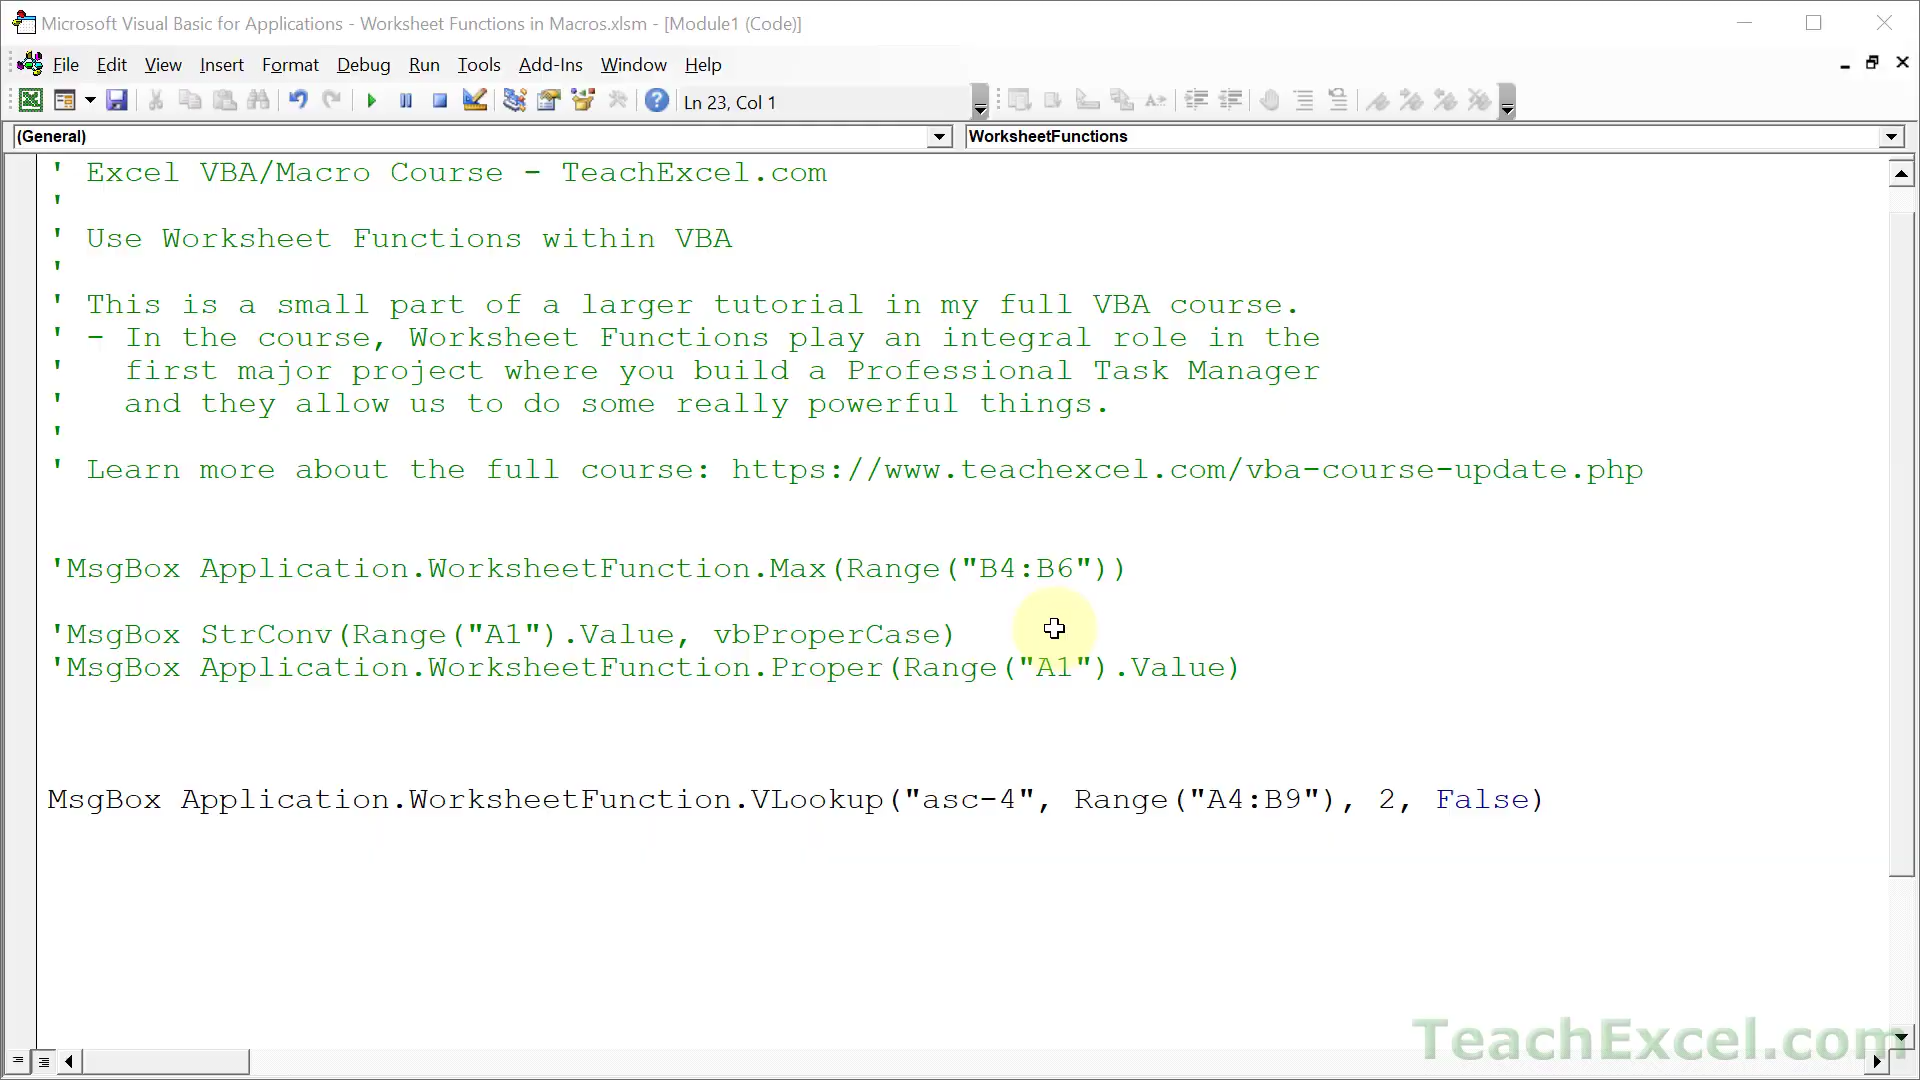 Microsoft Visual Basic for Applications - Worksheet Functions in Macros.xlsm - [Module1 (Code)]
File Edit View Insert Format Debug Run Tools Add-Ins Window Help
Ln 23, Col 1
(General) WorksheetFunctions
' Excel VBA/Macro Course - TeachExcel.com
'
' Use Worksheet Functions within VBA
'
' This is a small part of a larger tutorial in my full VBA course.
' - In the course, Worksheet Functions play an integral role in the
'   first major project where you build a Professional Task Manager
'   and they allow us to do some really powerful things.
'
' Learn more about the full course: https://www.teachexcel.com/vba-course-update.php
'MsgBox Application.WorksheetFunction.Max(Range("B4:B6"))
'MsgBox StrConv(Range("A1").Value, vbProperCase)
'MsgBox Application.WorksheetFunction.Proper(Range("A1").Value)
MsgBox Application.WorksheetFunction.VLookup("asc-4", Range("A4:B9"), 2, False)
TeachExcel.com